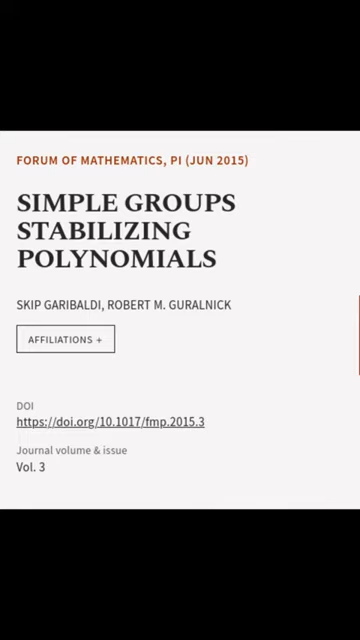 FORUM OF MATHEMATICS, PI (JUN 2015)
SIMPLE GROUPS
STABILIZING
POLYNOMIALS
SKIP GARIBALDI, ROBERT M. GURALNICK
AFFILIATIONS +
DOI
https://doi.org/10.1017/fmp.2015.3
Journal volume & issue
Vol. 3